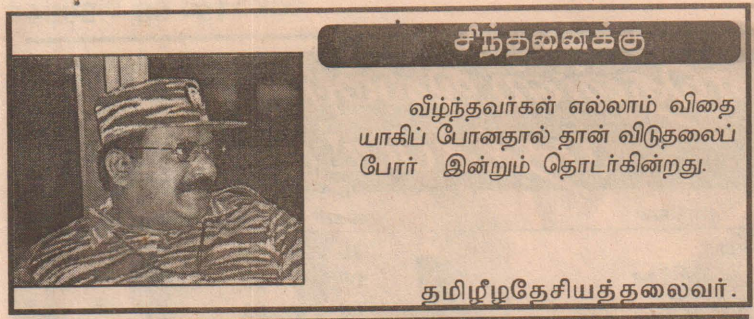 சிந்தனைக்கு
வீழ்ந்தவர்கள் எல்லாம் விதை
யாகிப் போனதால் தான் விடுதலைப்
போர் இன்றும் தொடர்கின்றது.
தமிழீழதேசியத்தலைவர்.